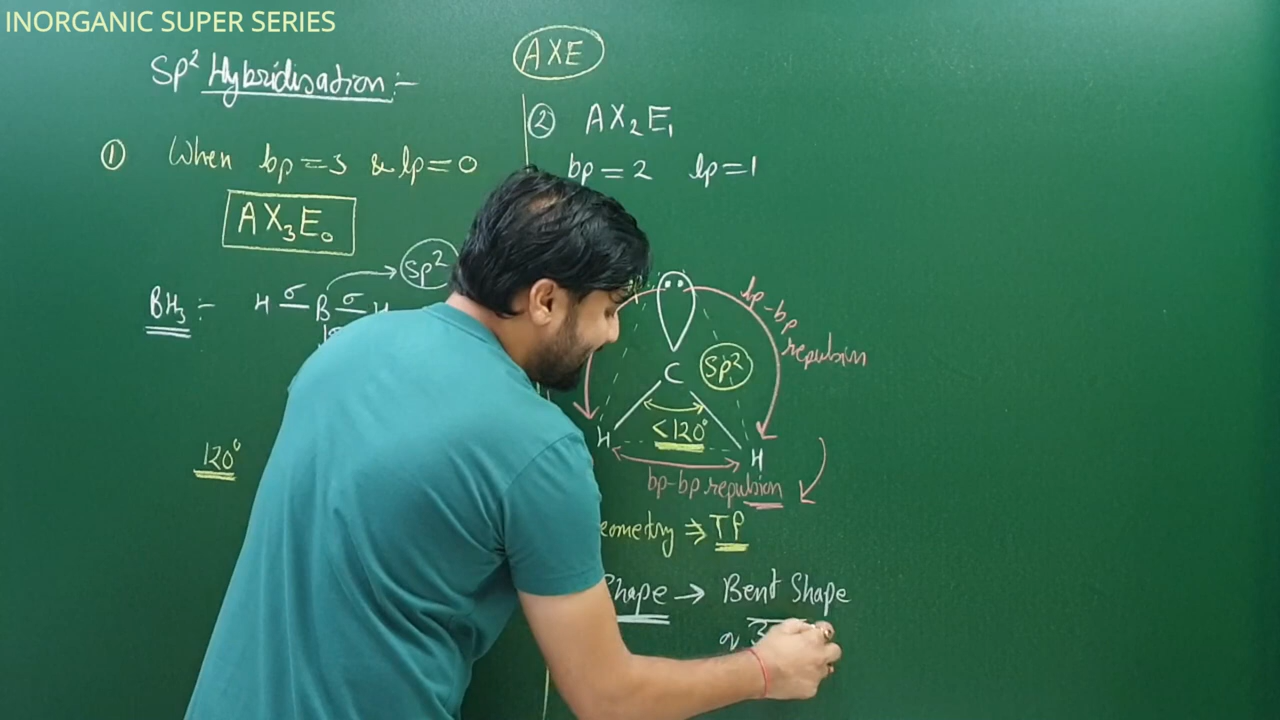 INORGANIC SUPER SERIES
Sp² Hybridisation:-
① When bp=3 & lp=0
AX₃E₀
BH₃:- H σ B σ H
Sp²
120°
AXE
② AX₂E₁
bp=2 lp=1
lp-bp
repulsion
C
Sp²
<120°
H H
bp-bp repulsion
eometry ⇒ TP
Shape → Bent Shape